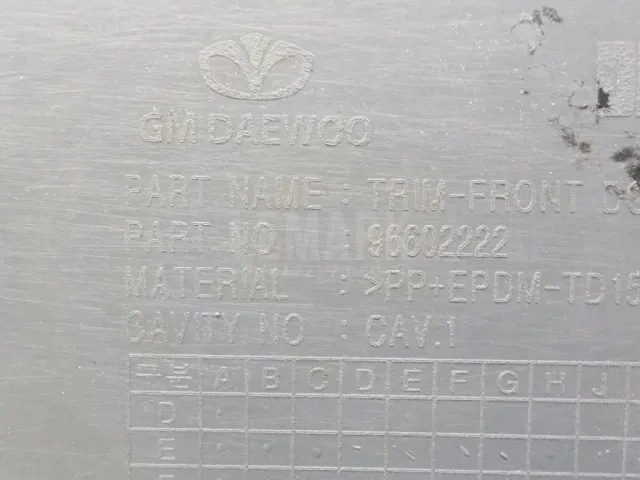 GM DAEWOO
PART NAME : TRIM-FRONT DO
PART NO : 96602222
MATERIAL : >PP+EPDM-TD15
CAVITY NO : CAV.1
구분 A B C D E F G H J
D
E